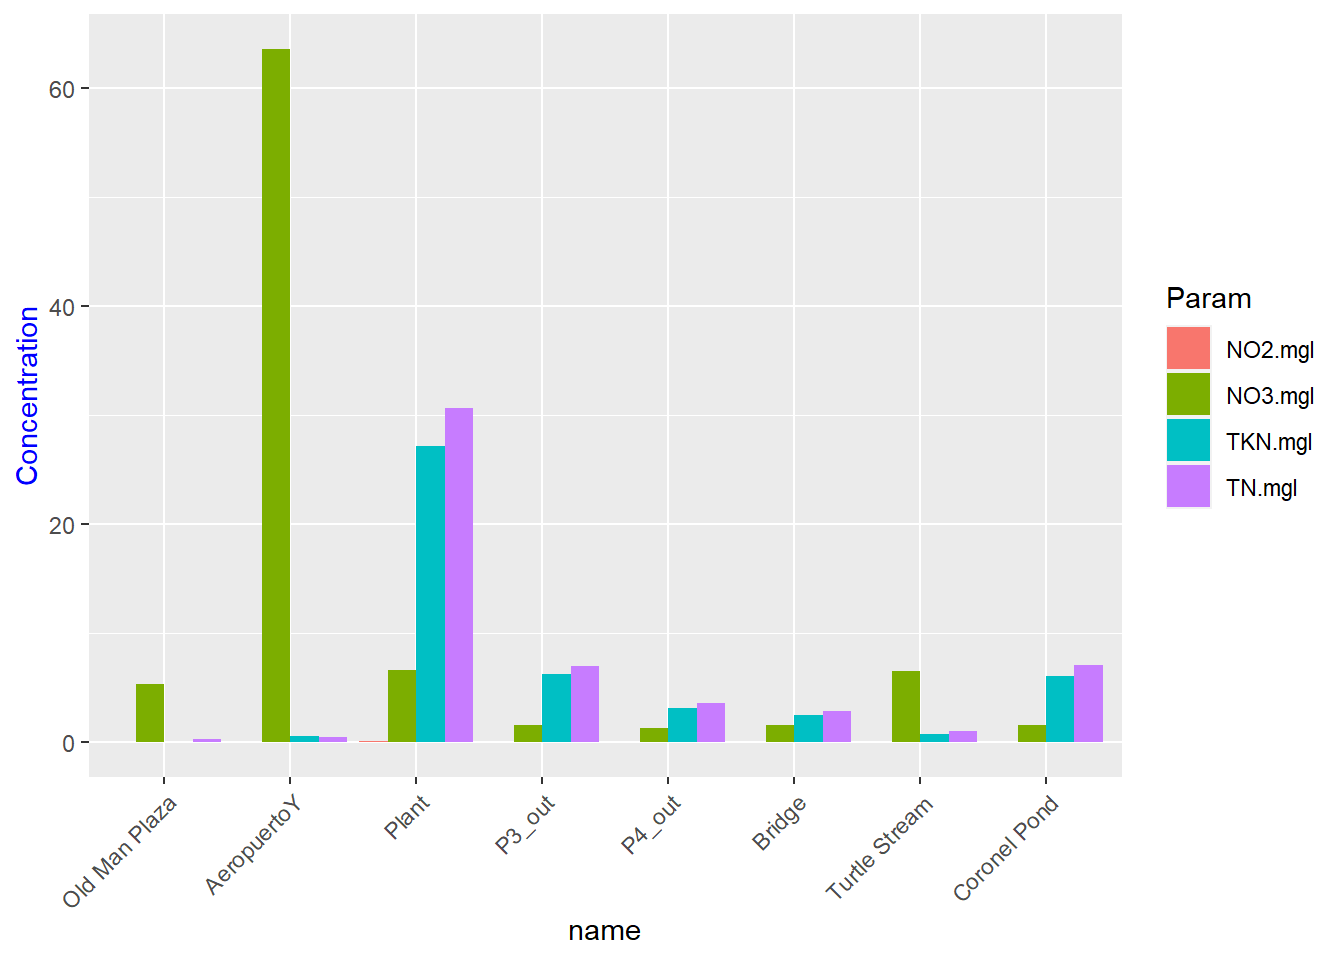 Concentration
60
40
20
0
Old Man Plaza
AeropuertoY
Plant
P3_out
P4_out
Bridge
Turtle Stream
Coronel Pond
name
Param
NO2.mgl
NO3.mgl
TKN.mgl
TN.mgl